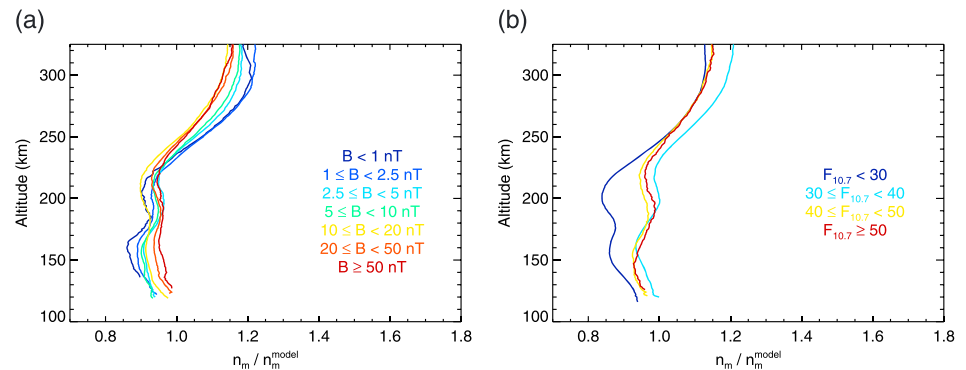 (a)
(b)
300
250
200
150
100
Altitude (km)
0.8 1.0 1.2 1.4 1.6 1.8
n_m / n_m^model
B < 1 nT
1 ≤ B < 2.5 nT
2.5 ≤ B < 5 nT
5 ≤ B < 10 nT
10 ≤ B < 20 nT
20 ≤ B < 50 nT
B ≥ 50 nT
300
250
200
150
100
Altitude (km)
0.8 1.0 1.2 1.4 1.6 1.8
n_m / n_m^model
F_10.7 < 30
30 ≤ F_10.7 < 40
40 ≤ F_10.7 < 50
F_10.7 ≥ 50